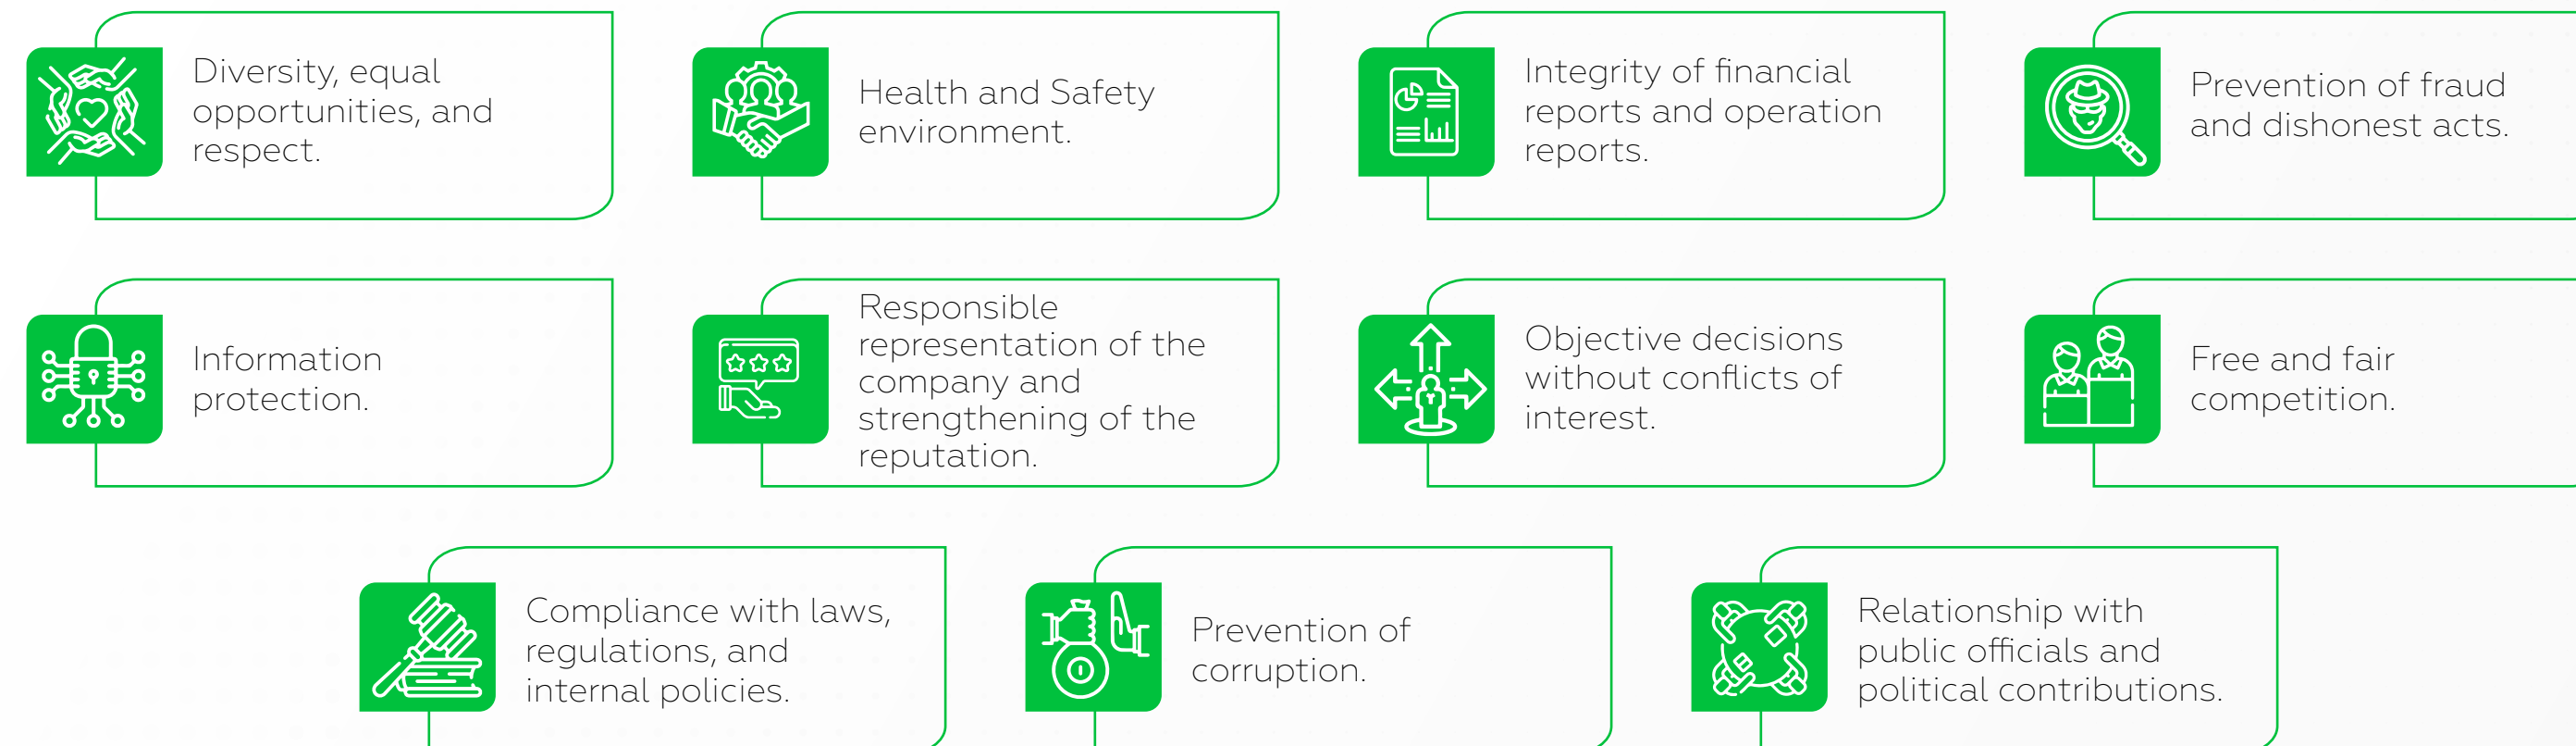 Diversity, equal
opportunities, and
respect.
Health and Safety
environment.
Integrity of financial
reports and operation
reports.
Prevention of fraud
and dishonest acts.
Information
protection.
Responsible
representation of the
company and
strengthening of the
reputation.
Objective decisions
without conflicts of
interest.
Free and fair
competition.
Compliance with laws,
regulations, and
internal policies.
Prevention of
corruption.
Relationship with
public officials and
political contributions.